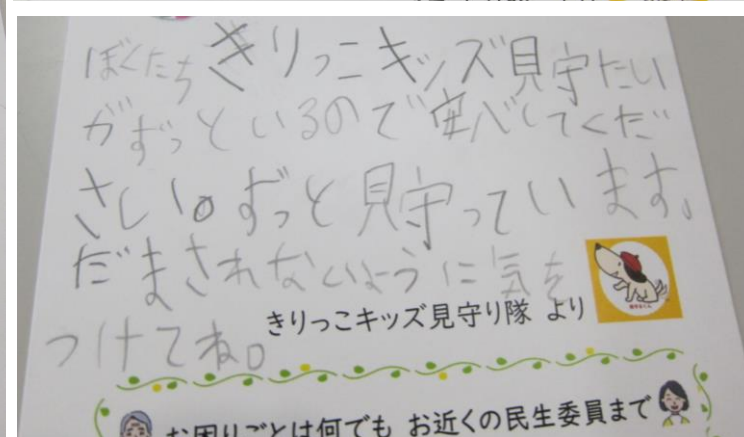 ぼくたちきりっこキッズ見守たい
がずっといるので安心してくだ
さい。ずっと見守っています。
だまされないように気を
つけてね。
きりっこキッズ見守り隊 より
お困りごとは何でも お近くの民生委員まで